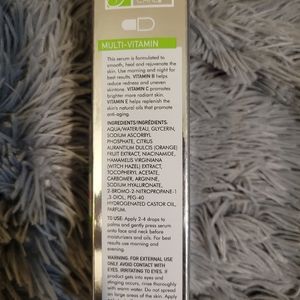 CARE
MULTI-VITAMIN
This serum is formulated to
smooth, heal and rejuvenate the
skin. Use morning and night for
best results. VITAMIN B helps
reduce redness and uneven
skintone. VITAMIN C promotes
brighter more radiant skin.
VITAMIN E helps replenish the
skin's natural oils that promote
anti-aging.
INGREDIENTS/INGRÉDIENTS:
AQUA/WATER/EAU, GLYCERIN,
SODIUM ASCORBYL
PHOSPHATE, CITRUS
AURANTIUM DULCIS (ORANGE)
FRUIT EXTRACT, NIACINAMIDE,
HAMAMELIS VIRGINIANA
(WITCH HAZEL) EXTRACT,
TOCOPHERYL ACETATE,
CARBOMER, ARGININE,
SODIUM HYALURONATE,
2-BROMO-2-NITROPROPANE-1
,3 DIOL, PEG-40
HYDROGENATED CASTOR OIL,
PARFUM.
TO USE: Apply 2-4 drops to
palms and gently press serum
onto face and neck before
moisturizers and oils. For best
results use morning and
evening.
WARNING: FOR EXTERNAL USE
ONLY. AVOID CONTACT WITH
EYES. IRRITATING TO EYES. If
product gets into eyes and
stinging occurs, rinse thoroughly
with warm water. Do not spread
on large areas of the skin. Apply